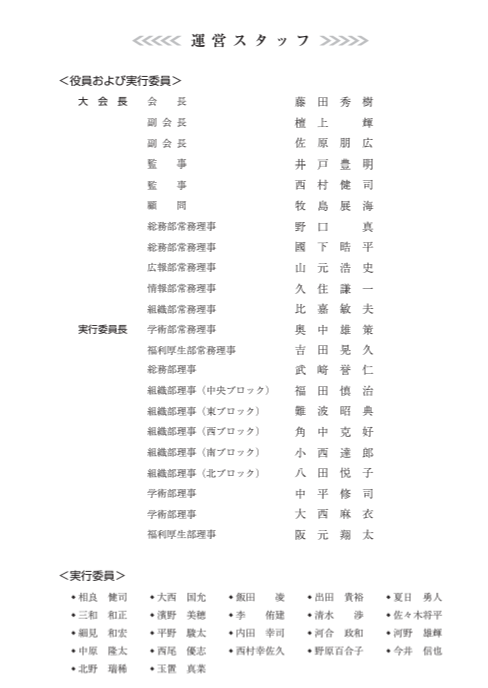 運営スタッフ
＜役員および実行委員＞
大会長 会長 藤田秀樹
副会長 檀上輝
副会長 佐原朋広
監事 井戸豊明
監事 西村健司
顧問 牧島展海
総務部常務理事 野口真
総務部常務理事 國下晧平
広報部常務理事 山元浩史
情報部常務理事 久住謙一
組織部常務理事 比嘉敏夫
実行委員長 学術部常務理事 奥中雄策
福利厚生部常務理事 吉田晃久
総務部理事 武﨑誉仁
組織部理事（中央ブロック） 福田慎治
組織部理事（東ブロック） 難波昭典
組織部理事（西ブロック） 角中克好
組織部理事（南ブロック） 小西達郎
組織部理事（北ブロック） 八田悦子
学術部理事 中平修司
学術部理事 大西麻衣
福利厚生部理事 阪元翔太
＜実行委員＞
◆相良 健司 ◆大西 国允 ◆飯田 凌 ◆出田 貴裕 ◆夏目 勇人
◆三和 和正 ◆濱野 美穂 ◆李 侑建 ◆清水 渉 ◆佐々木将平
◆細見 和宏 ◆平野 駿太 ◆内田 幸司 ◆河合 政和 ◆河野 雄輝
◆中原 隆太 ◆西尾 優志 ◆西村幸佐久 ◆野原百合子 ◆今井 信也
◆北野 瑞稀 ◆玉置 真菜